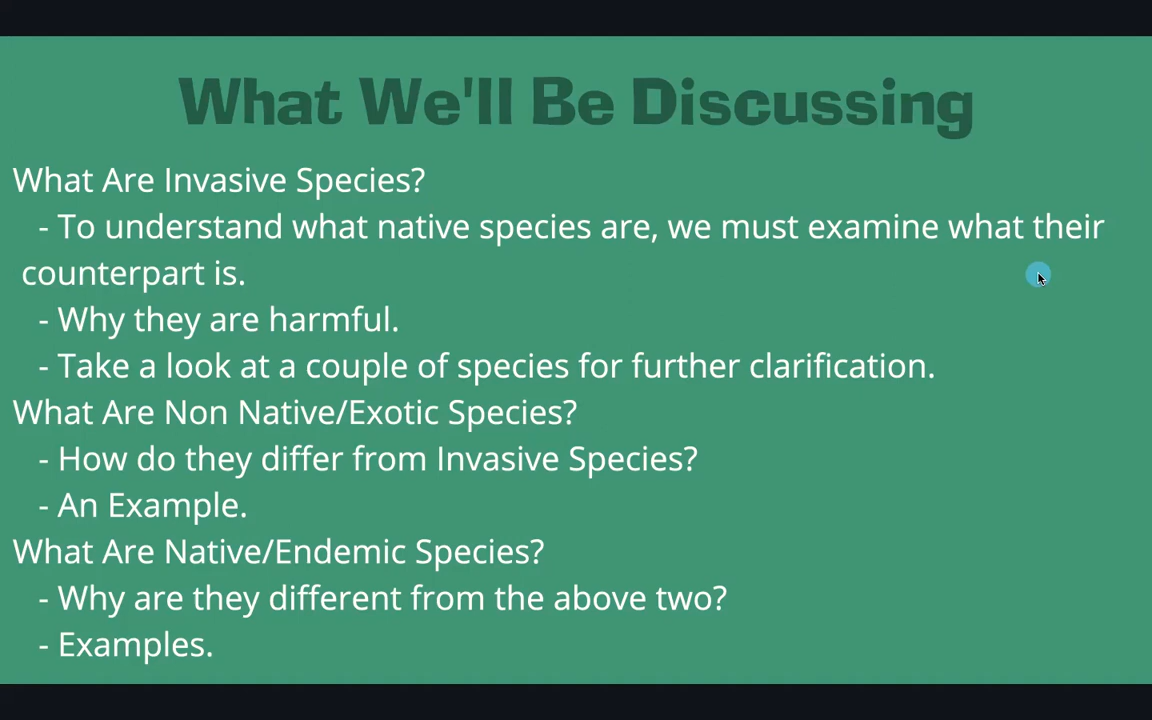 What We'll Be Discussing
What Are Invasive Species?
- To understand what native species are, we must examine what their
counterpart is.
- Why they are harmful.
- Take a look at a couple of species for further clarification.
What Are Non Native/Exotic Species?
- How do they differ from Invasive Species?
- An Example.
What Are Native/Endemic Species?
- Why are they different from the above two?
- Examples.